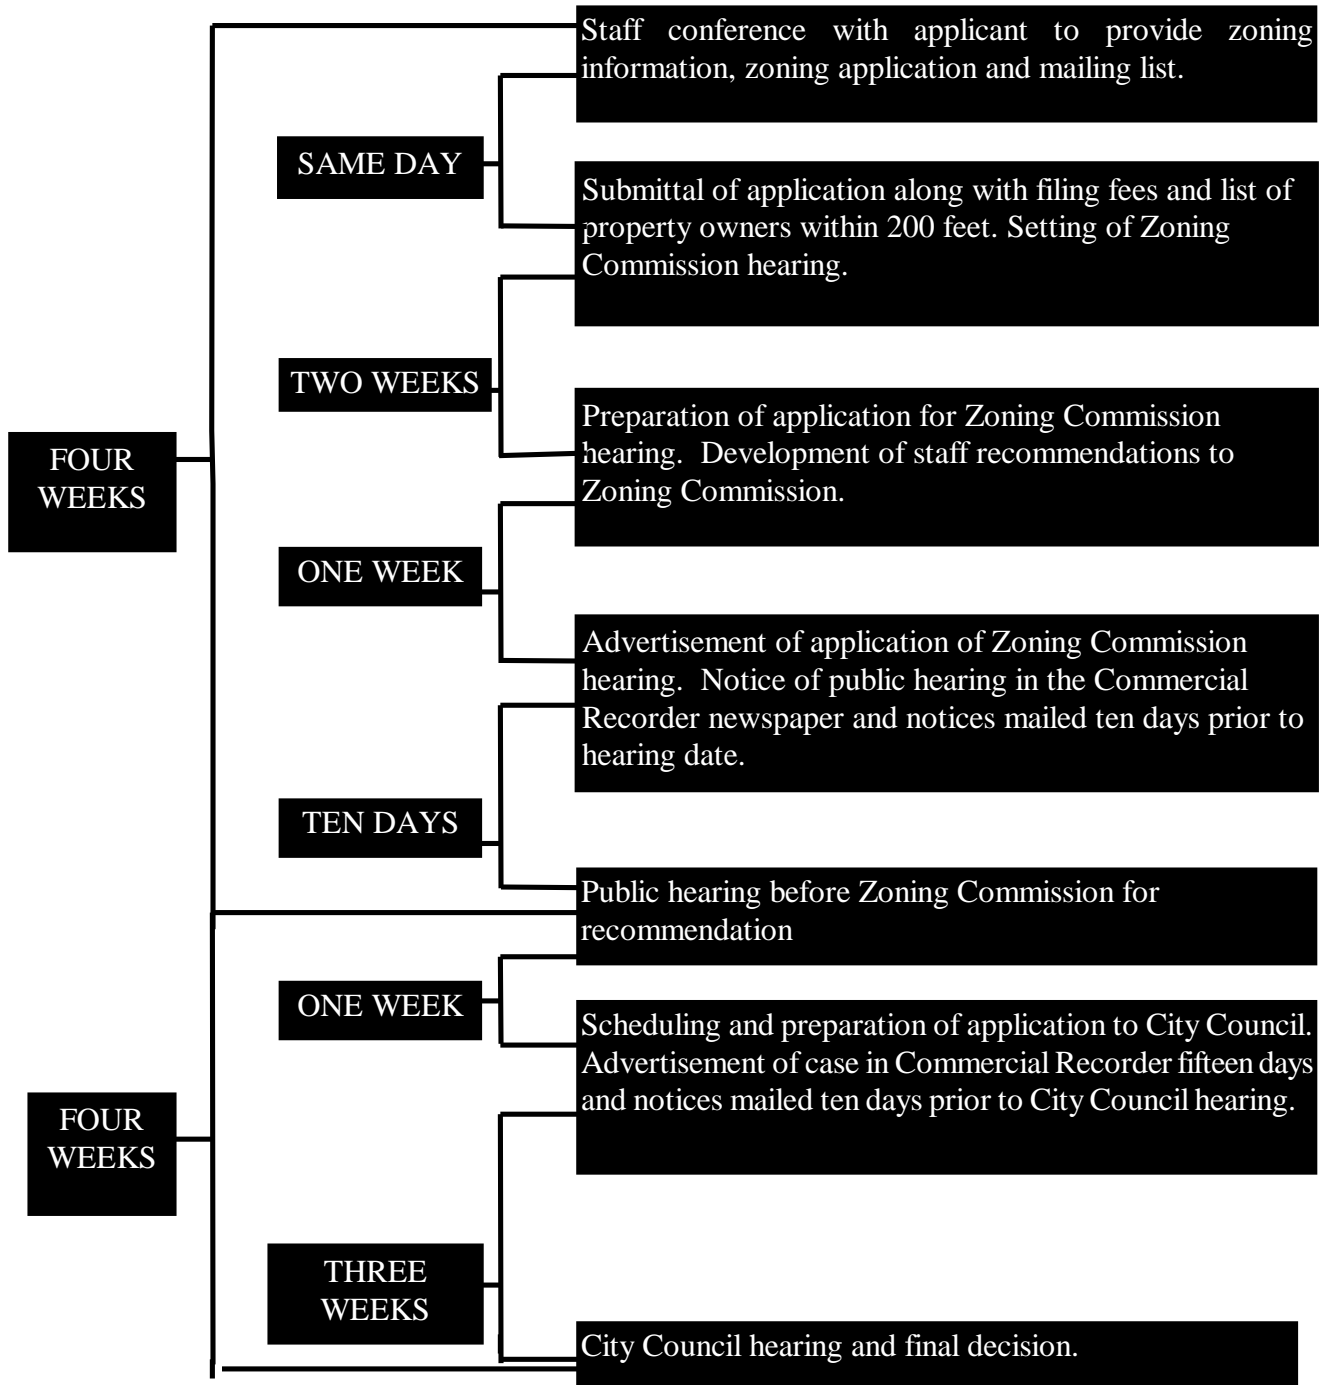 Staff conference with applicant to provide zoning
information, zoning application and mailing list.
SAME DAY
Submittal of application along with filing fees and list of
property owners within 200 feet. Setting of Zoning
Commission hearing.
TWO WEEKS
Preparation of application for Zoning Commission
hearing.  Development of staff recommendations to
Zoning Commission.
FOUR
WEEKS
ONE WEEK
Advertisement of application of Zoning Commission
hearing.  Notice of public hearing in the Commercial
Recorder newspaper and notices mailed ten days prior to
hearing date.
TEN DAYS
Public hearing before Zoning Commission for
recommendation
ONE WEEK
Scheduling and preparation of application to City Council.
Advertisement of case in Commercial Recorder fifteen days
and notices mailed ten days prior to City Council hearing.
FOUR
WEEKS
THREE
WEEKS
City Council hearing and final decision.